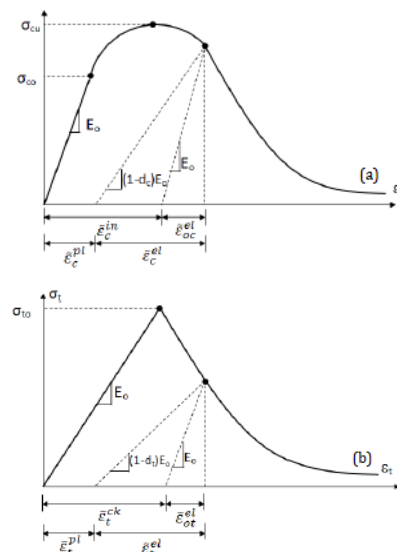 σcu
σco
Eo
(1-dc)Eo
Eo
(a)
ε
ε̃c^in ε̃oc^el
ε̃c^pl ε̃c^el
σt
σto
Eo
(1-dt)Eo
Eo
(b)
εt
ε̃t^ck ε̃ot^el